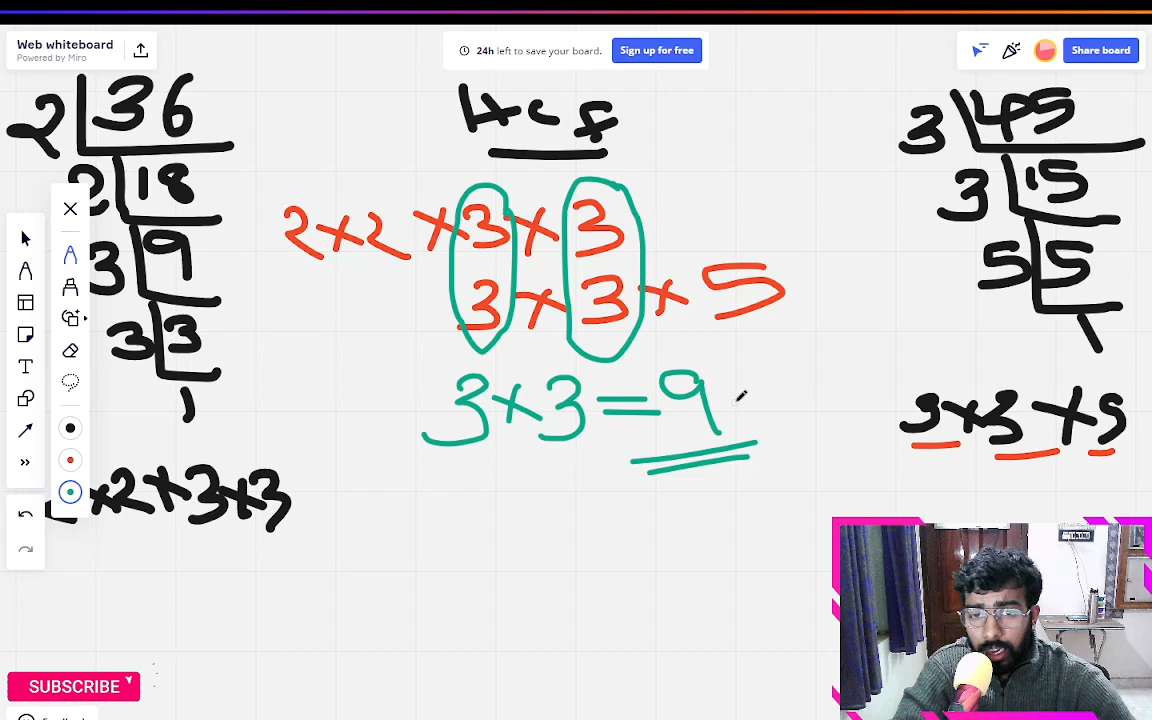 Web whiteboard
Powered by Miro
24h left to save your board.
Sign up for free
Share board
HCF
2 | 36
2 | 18
3 | 9
3 | 3
1
2×2×3×3
3×3×5
3×3=9
3 | 45
3 | 15
5 | 5
1
3×3×5
×2×3×3
T
SUBSCRIBE